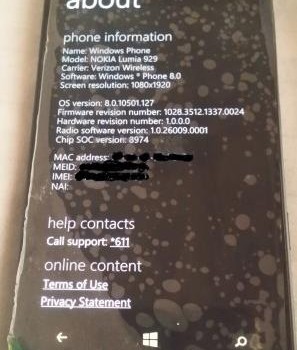 about
phone information
Name: Windows Phone
Model: NOKIA Lumia 929
Carrier: Verizon Wireless
Software: Windows ® Phone 8.0
Screen resolution: 1080x1920
OS version: 8.0.10501.127
Firmware revision number: 1028.3512.1337.0024
Hardware revision number: 1.0.0.0
Radio software version: 1.0.26009.0001
Chip SOC version: 8974
MAC address:
MEID:
IMEI:
NAI:
help contacts
Call support: *611
online content
Terms of Use
Privacy Statement